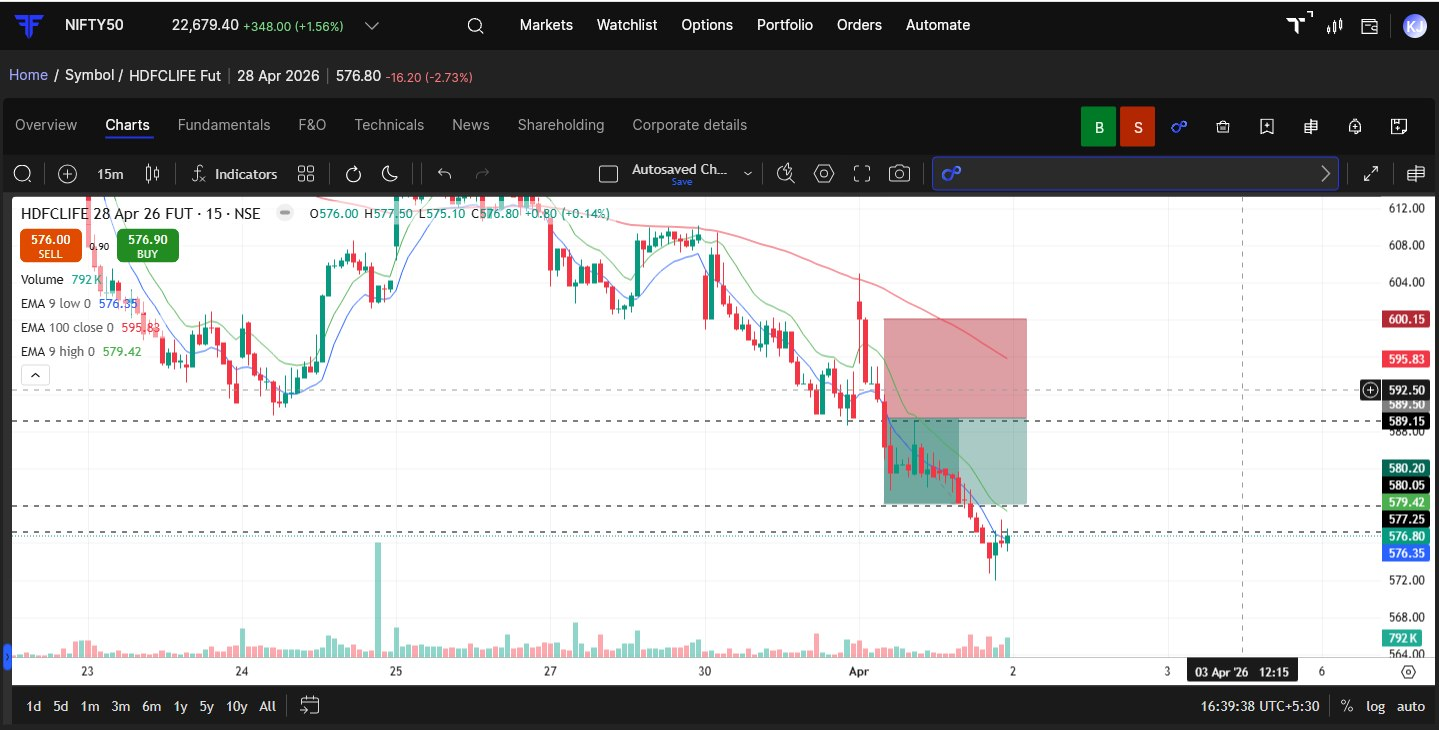 NIFTY50 22,679.40 +348.00 (+1.56%) Markets Watchlist Options Portfolio Orders Automate KJ
Home / Symbol / HDFCLIFE Fut | 28 Apr 2026 | 576.80 -16.20 (-2.73%)
Overview Charts Fundamentals F&O Technicals News Shareholding Corporate details B S
15m Indicators Autosaved Ch...
Save
HDFCLIFE 28 Apr 26 FUT · 15 · NSE O576.00 H577.50 L575.10 C576.80 +0.80 (+0.14%)
576.00 0.90 576.90
SELL BUY
Volume 792 K
EMA 9 low 0 576.35
EMA 100 close 0 595.83
EMA 9 high 0 579.42
612.00
608.00
604.00
600.15
595.83
592.50
589.50
589.15
588.00
580.20
580.05
579.42
577.25
576.80
576.35
572.00
568.00
792 K
564.00
23 24 25 27 30 Apr 2 3 03 Apr '26 12:15 6
1d 5d 1m 3m 6m 1y 5y 10y All 16:39:38 UTC+5:30 % log auto